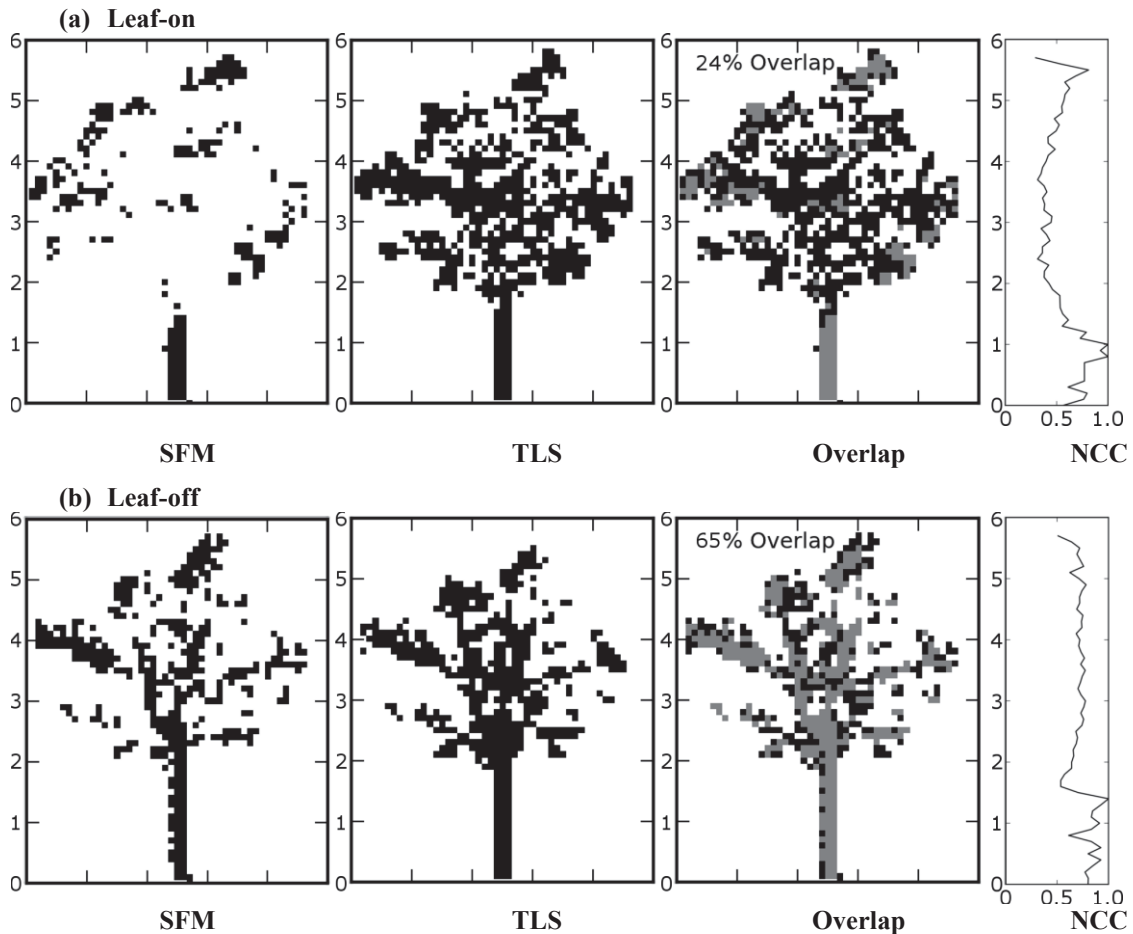 (a) Leaf-on
6 6 6 6
5 5 5 5
24% Overlap
4 4 4 4
3 3 3 3
2 2 2 2
1 1 1 1
0 0 0 0
0 0.5 1.0
SFM TLS Overlap NCC
(b) Leaf-off
6 6 6 6
65% Overlap
5 5 5 5
4 4 4 4
3 3 3 3
2 2 2 2
1 1 1 1
0 0 0 0
0 0.5 1.0
SFM TLS Overlap NCC